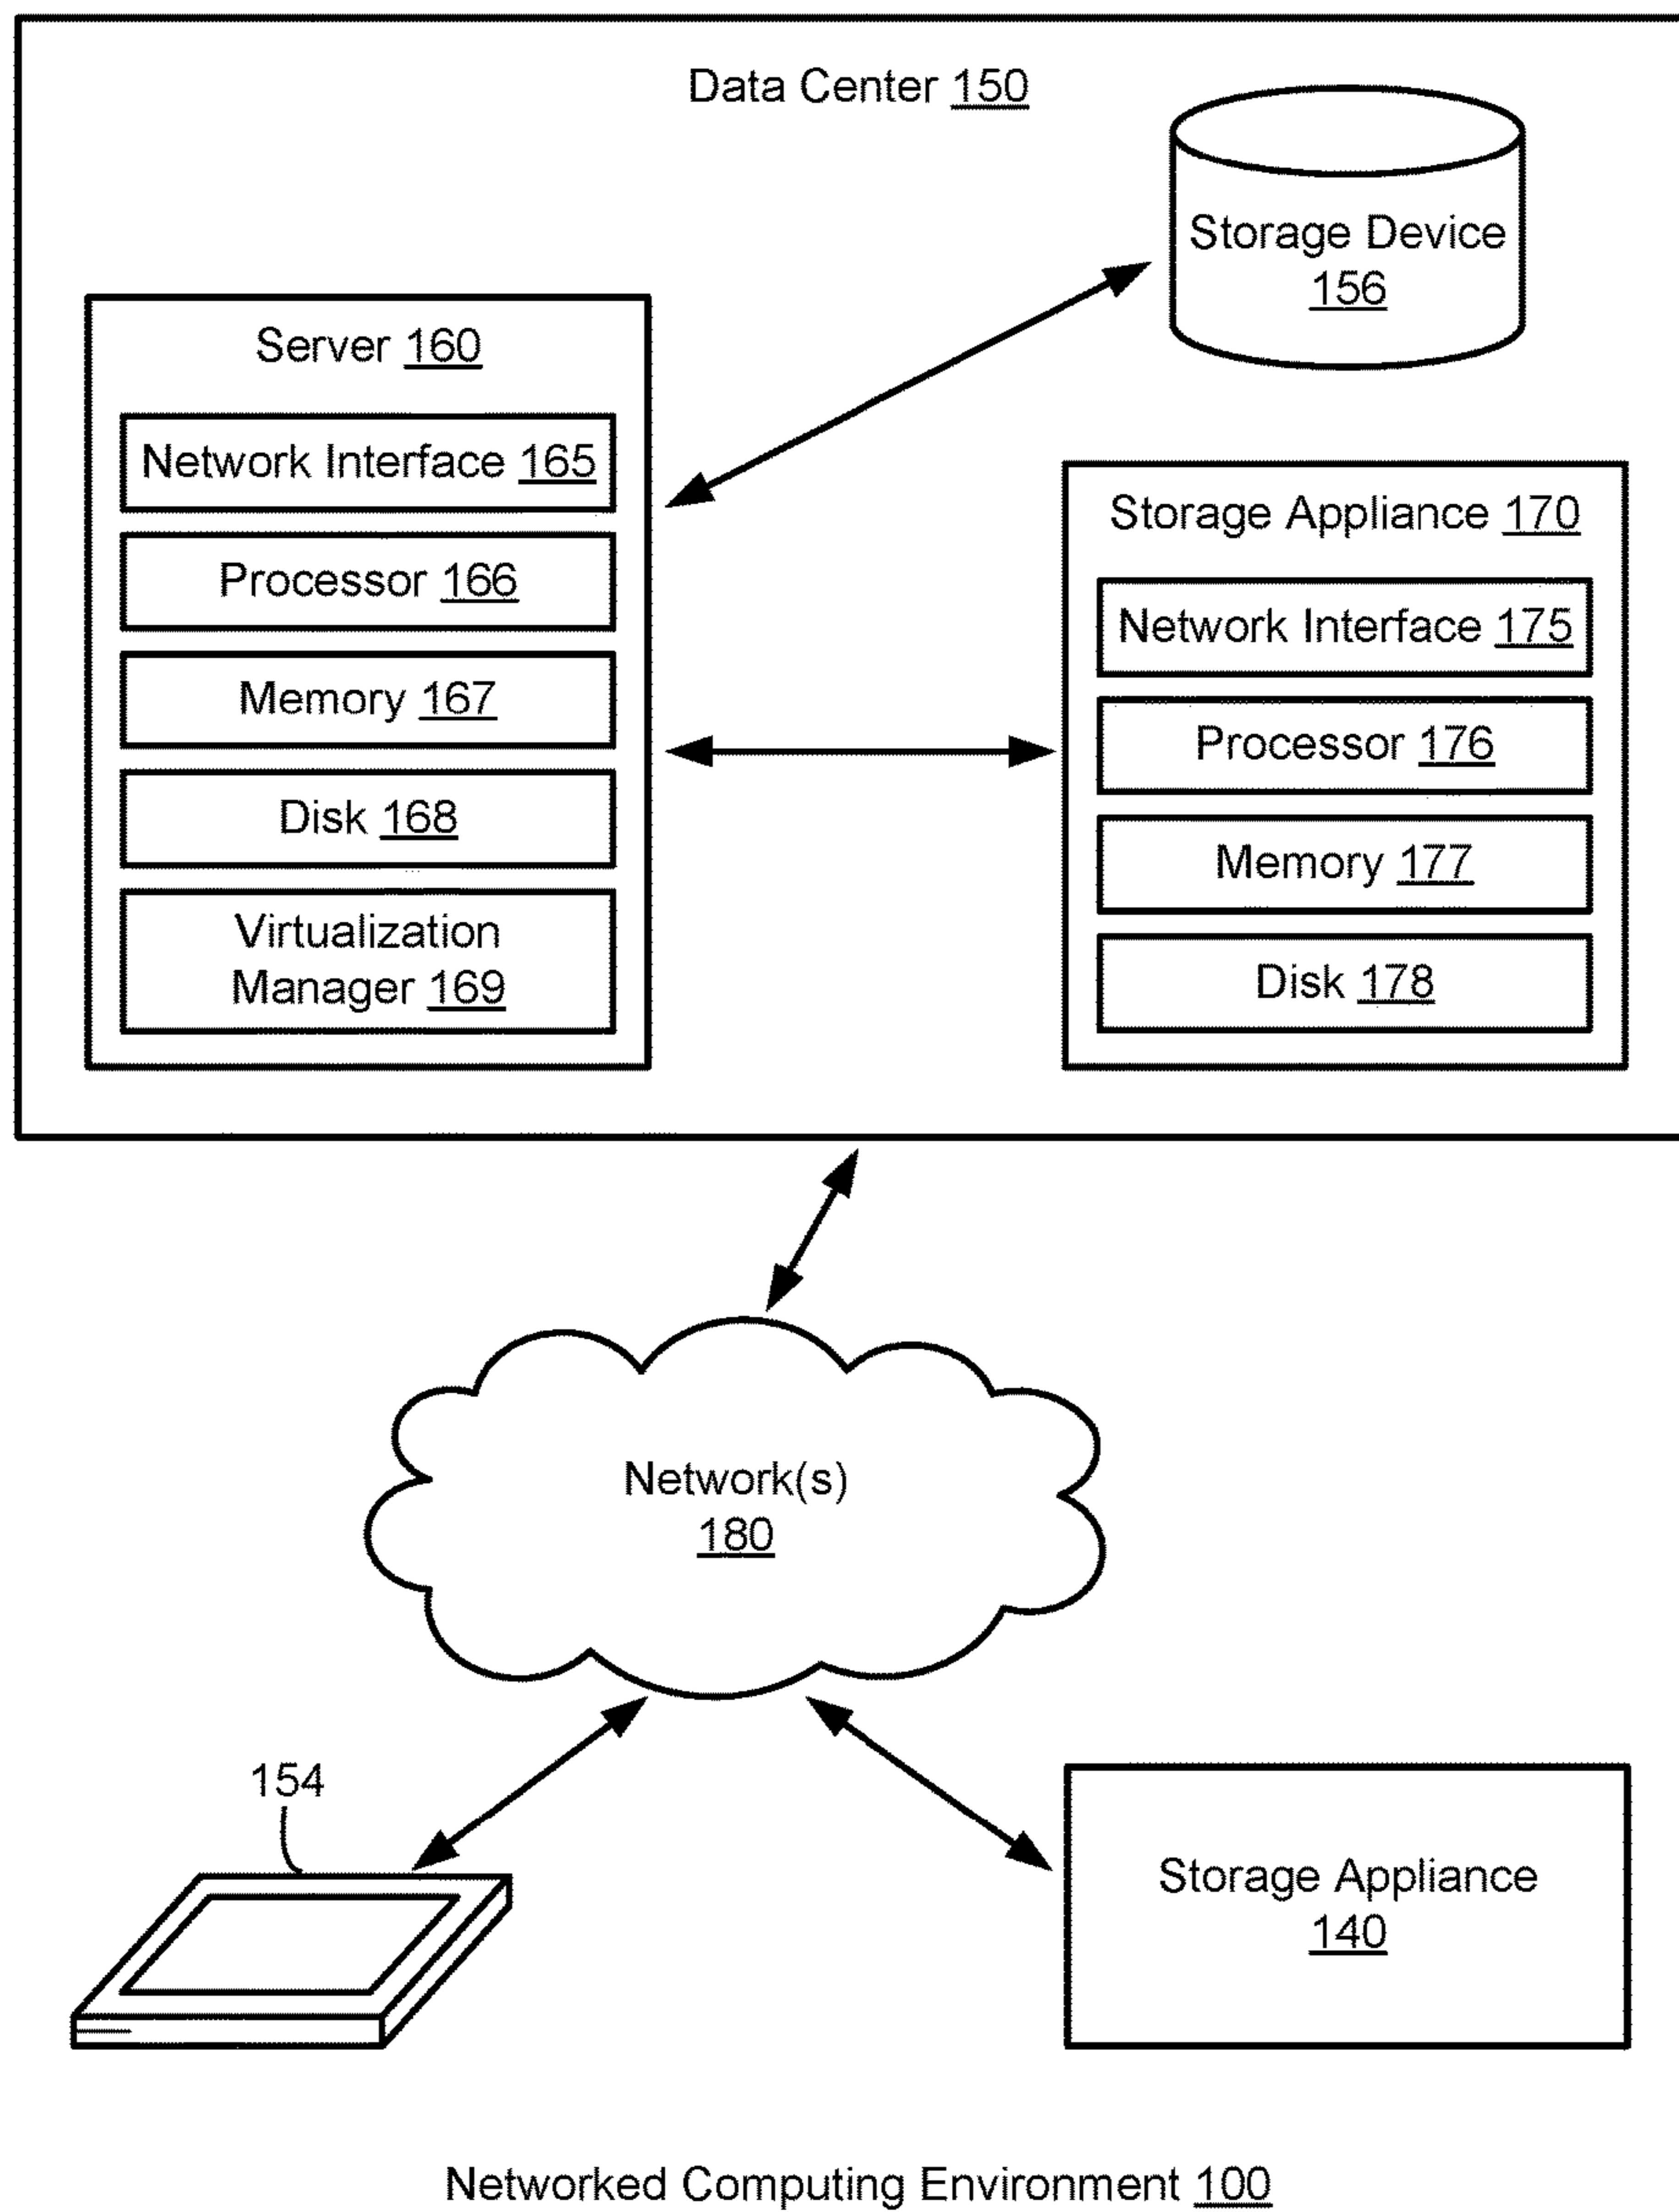 Data Center 150
Storage Device
156
Server 160
Network Interface 165
Processor 166
Memory 167
Disk 168
Virtualization
Manager 169
Storage Appliance 170
Network Interface 175
Processor 176
Memory 177
Disk 178
Network(s)
180
154
Storage Appliance
140
Networked Computing Environment 100